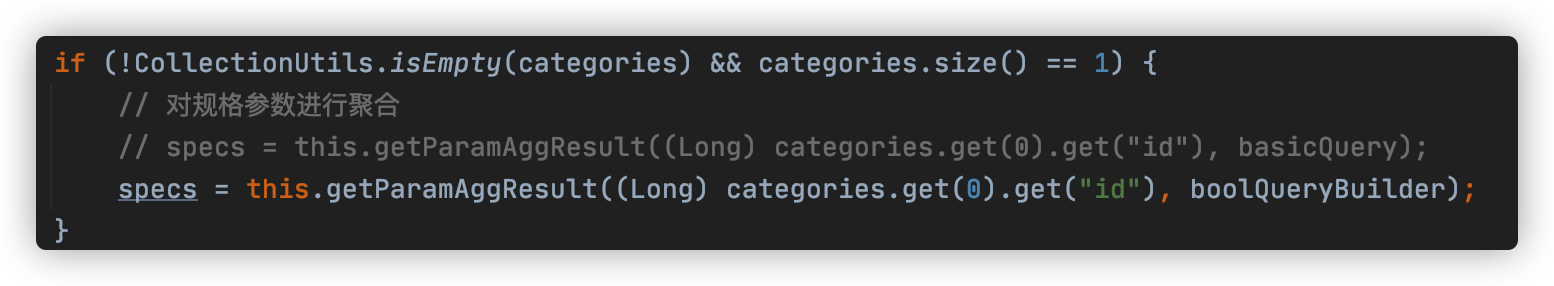 if (!CollectionUtils.isEmpty(categories) && categories.size() == 1) {
    // 对规格参数进行聚合
    // specs = this.getParamAggResult((Long) categories.get(0).get("id"), basicQuery);
    specs = this.getParamAggResult((Long) categories.get(0).get("id"), boolQueryBuilder);
}